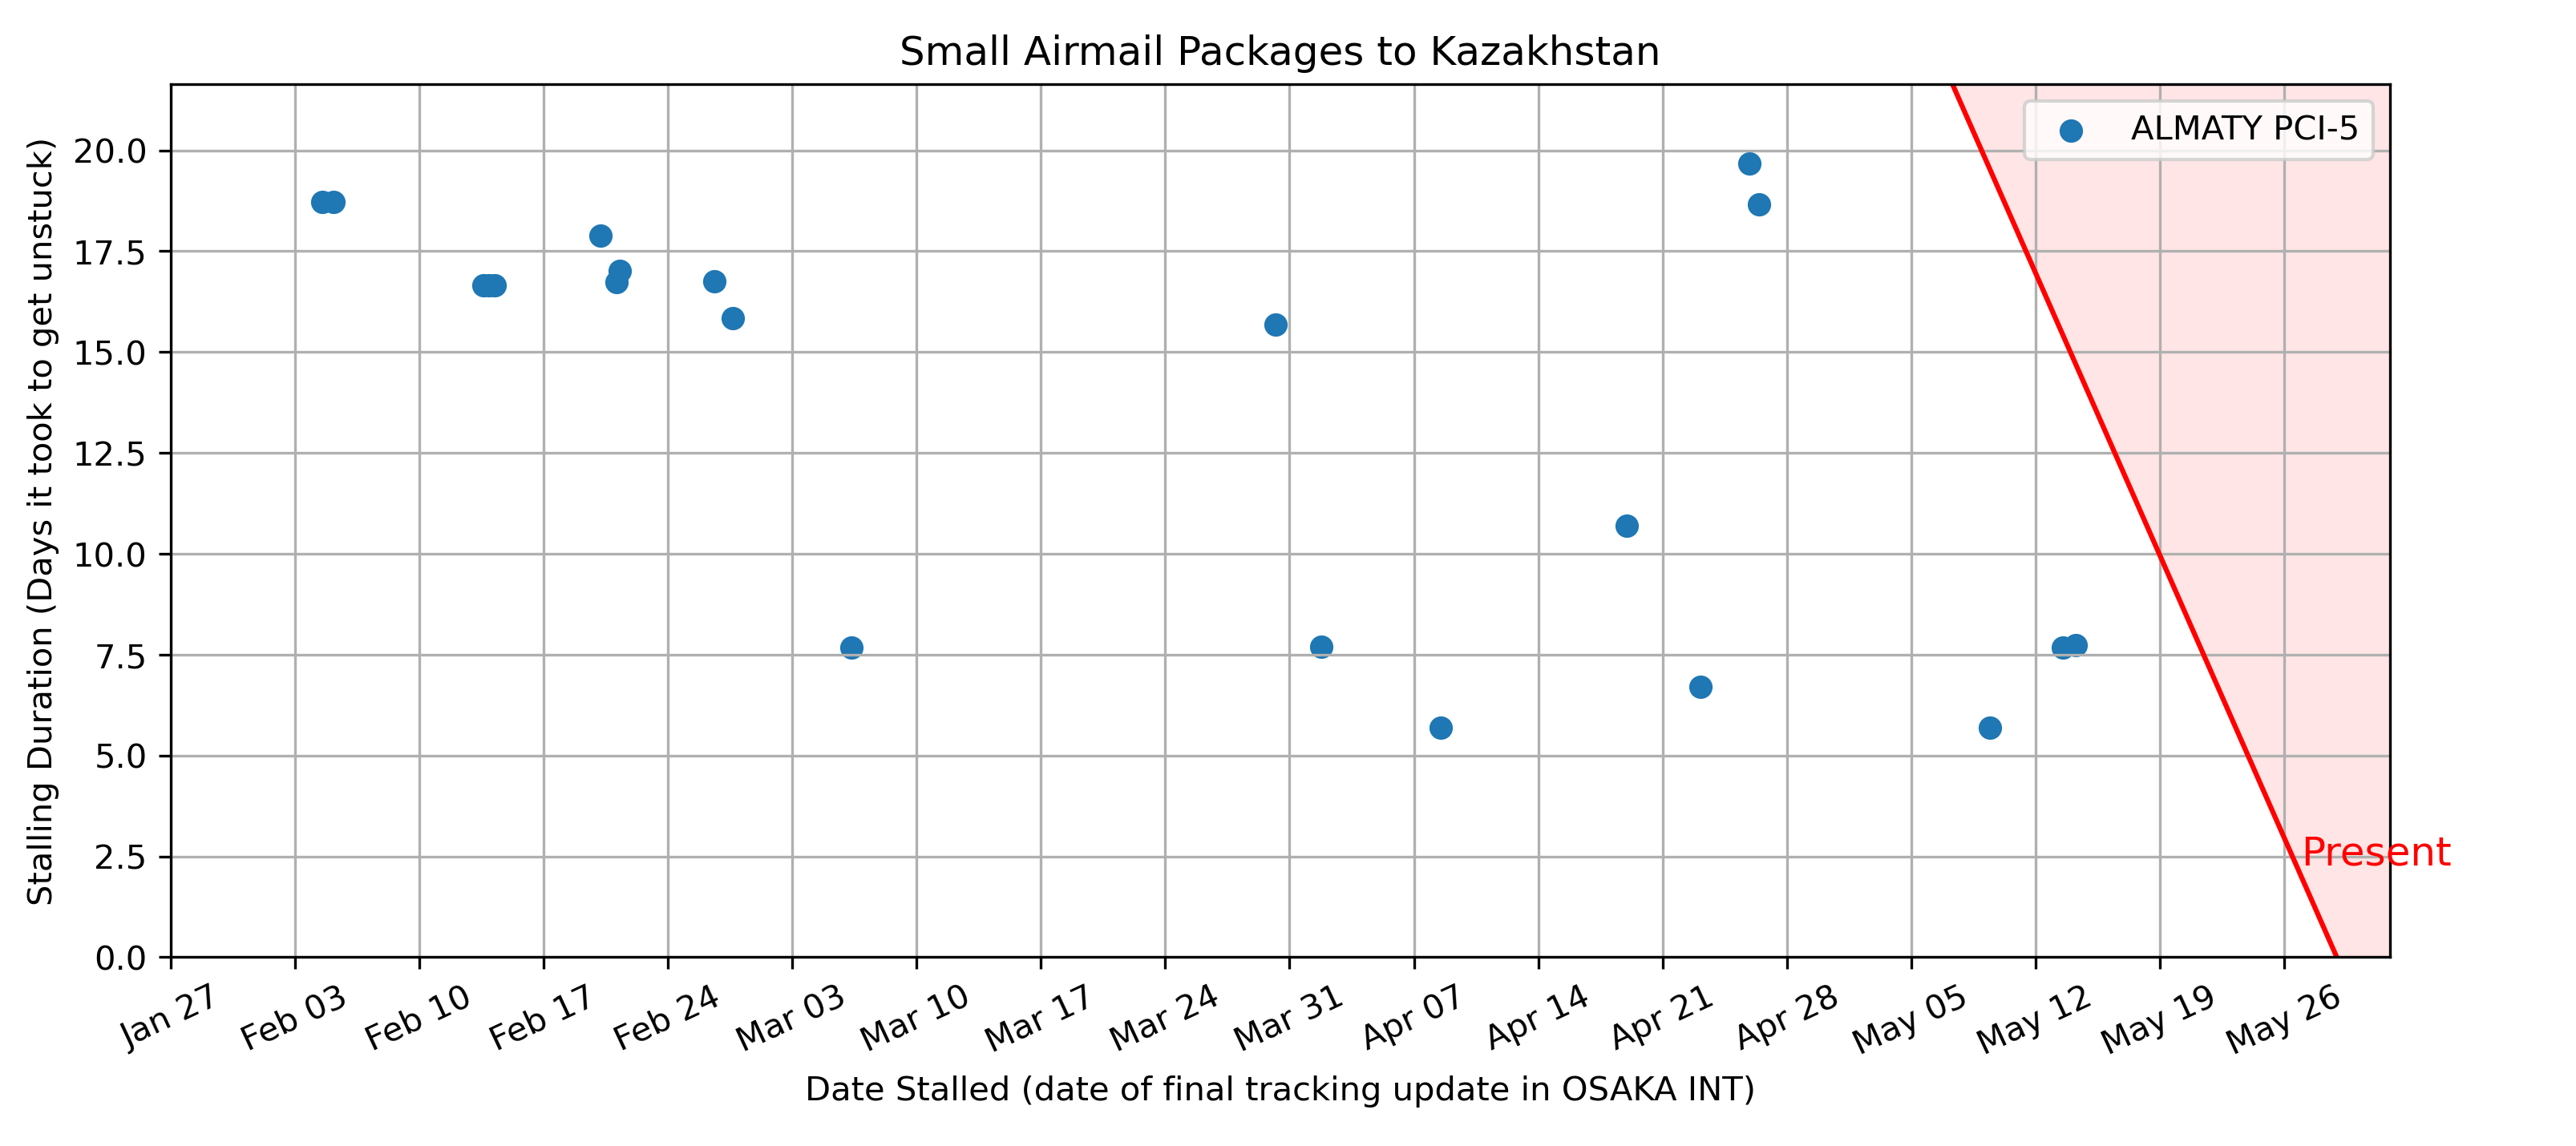 Small Airmail Packages to Kazakhstan
ALMATY PCI-5
Stalling Duration (Days it took to get unstuck)
20.0
17.5
15.0
12.5
10.0
7.5
5.0
2.5
0.0
Present
Jan 27
Feb 03
Feb 10
Feb 17
Feb 24
Mar 03
Mar 10
Mar 17
Mar 24
Mar 31
Apr 07
Apr 14
Apr 21
Apr 28
May 05
May 12
May 19
May 26
Date Stalled (date of final tracking update in OSAKA INT)